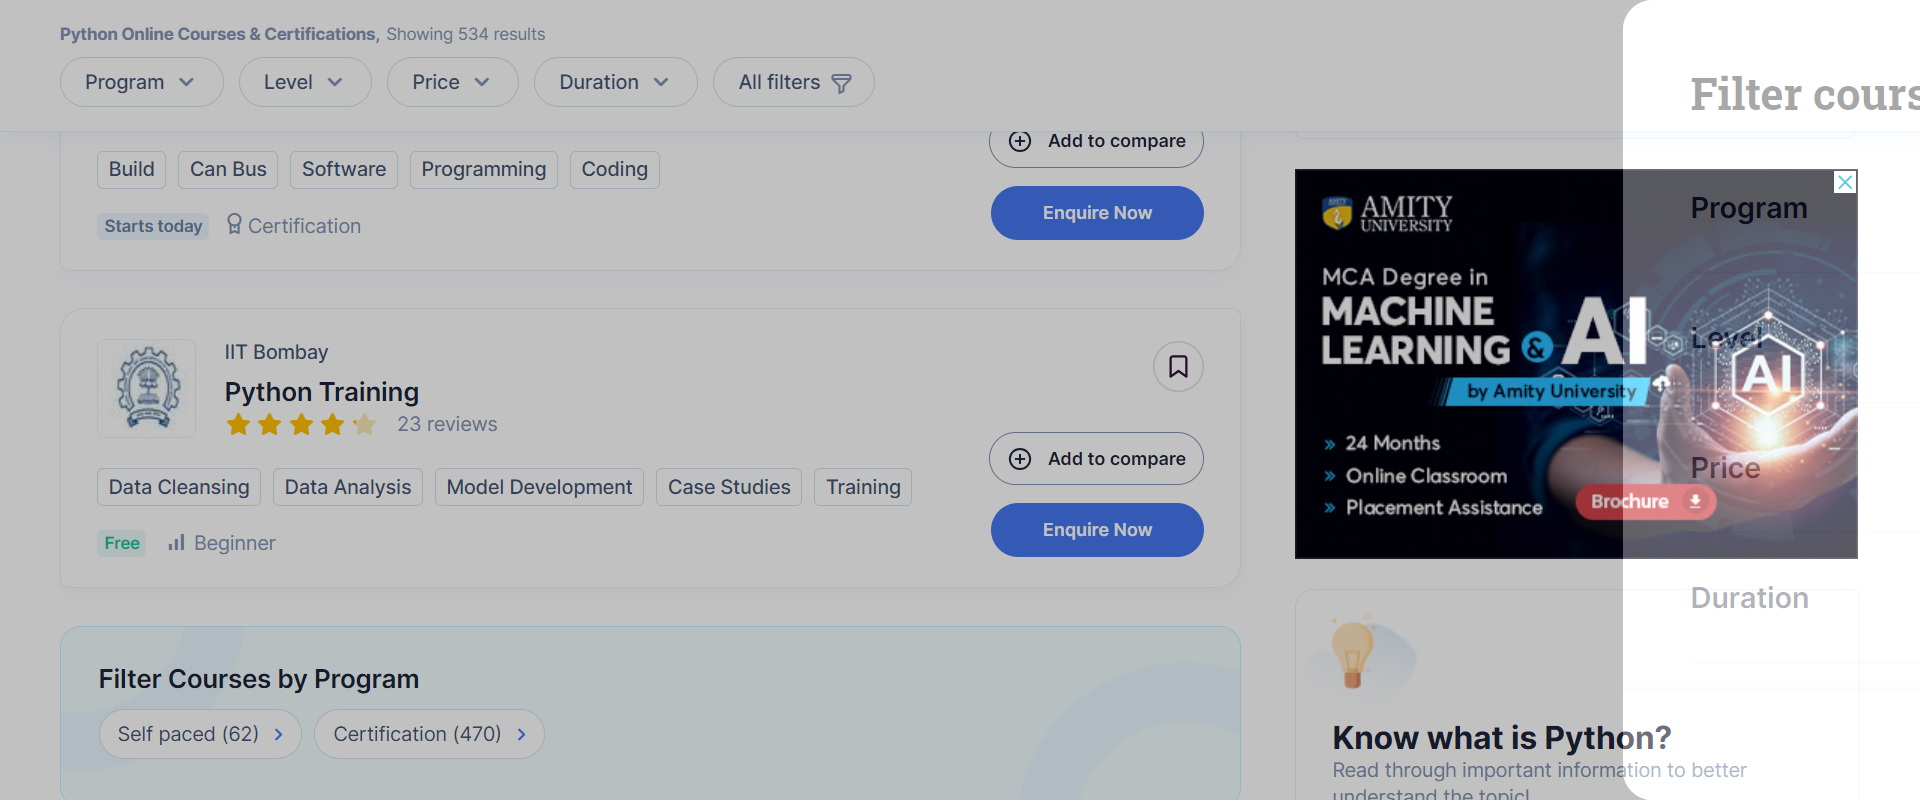 Python Online Courses & Certifications, Showing 534 results
Program
Level
Price
Duration
All filters
Filter cours
Add to compare
Build
Can Bus
Software
Programming
Coding
Enquire Now
Starts today
Certification
IIT Bombay
Python Training
23 reviews
Add to compare
Data Cleansing
Data Analysis
Model Development
Case Studies
Training
Enquire Now
Free
Beginner
Filter Courses by Program
Self paced (62)
Certification (470)
AMITY
UNIVERSITY
MCA Degree in
MACHINE
LEARNING & AI
by Amity University
» 24 Months
» Online Classroom
» Placement Assistance
Brochure
AI
Program
Level
Price
Duration
Know what is Python?
Read through important information to better
understand the topic!